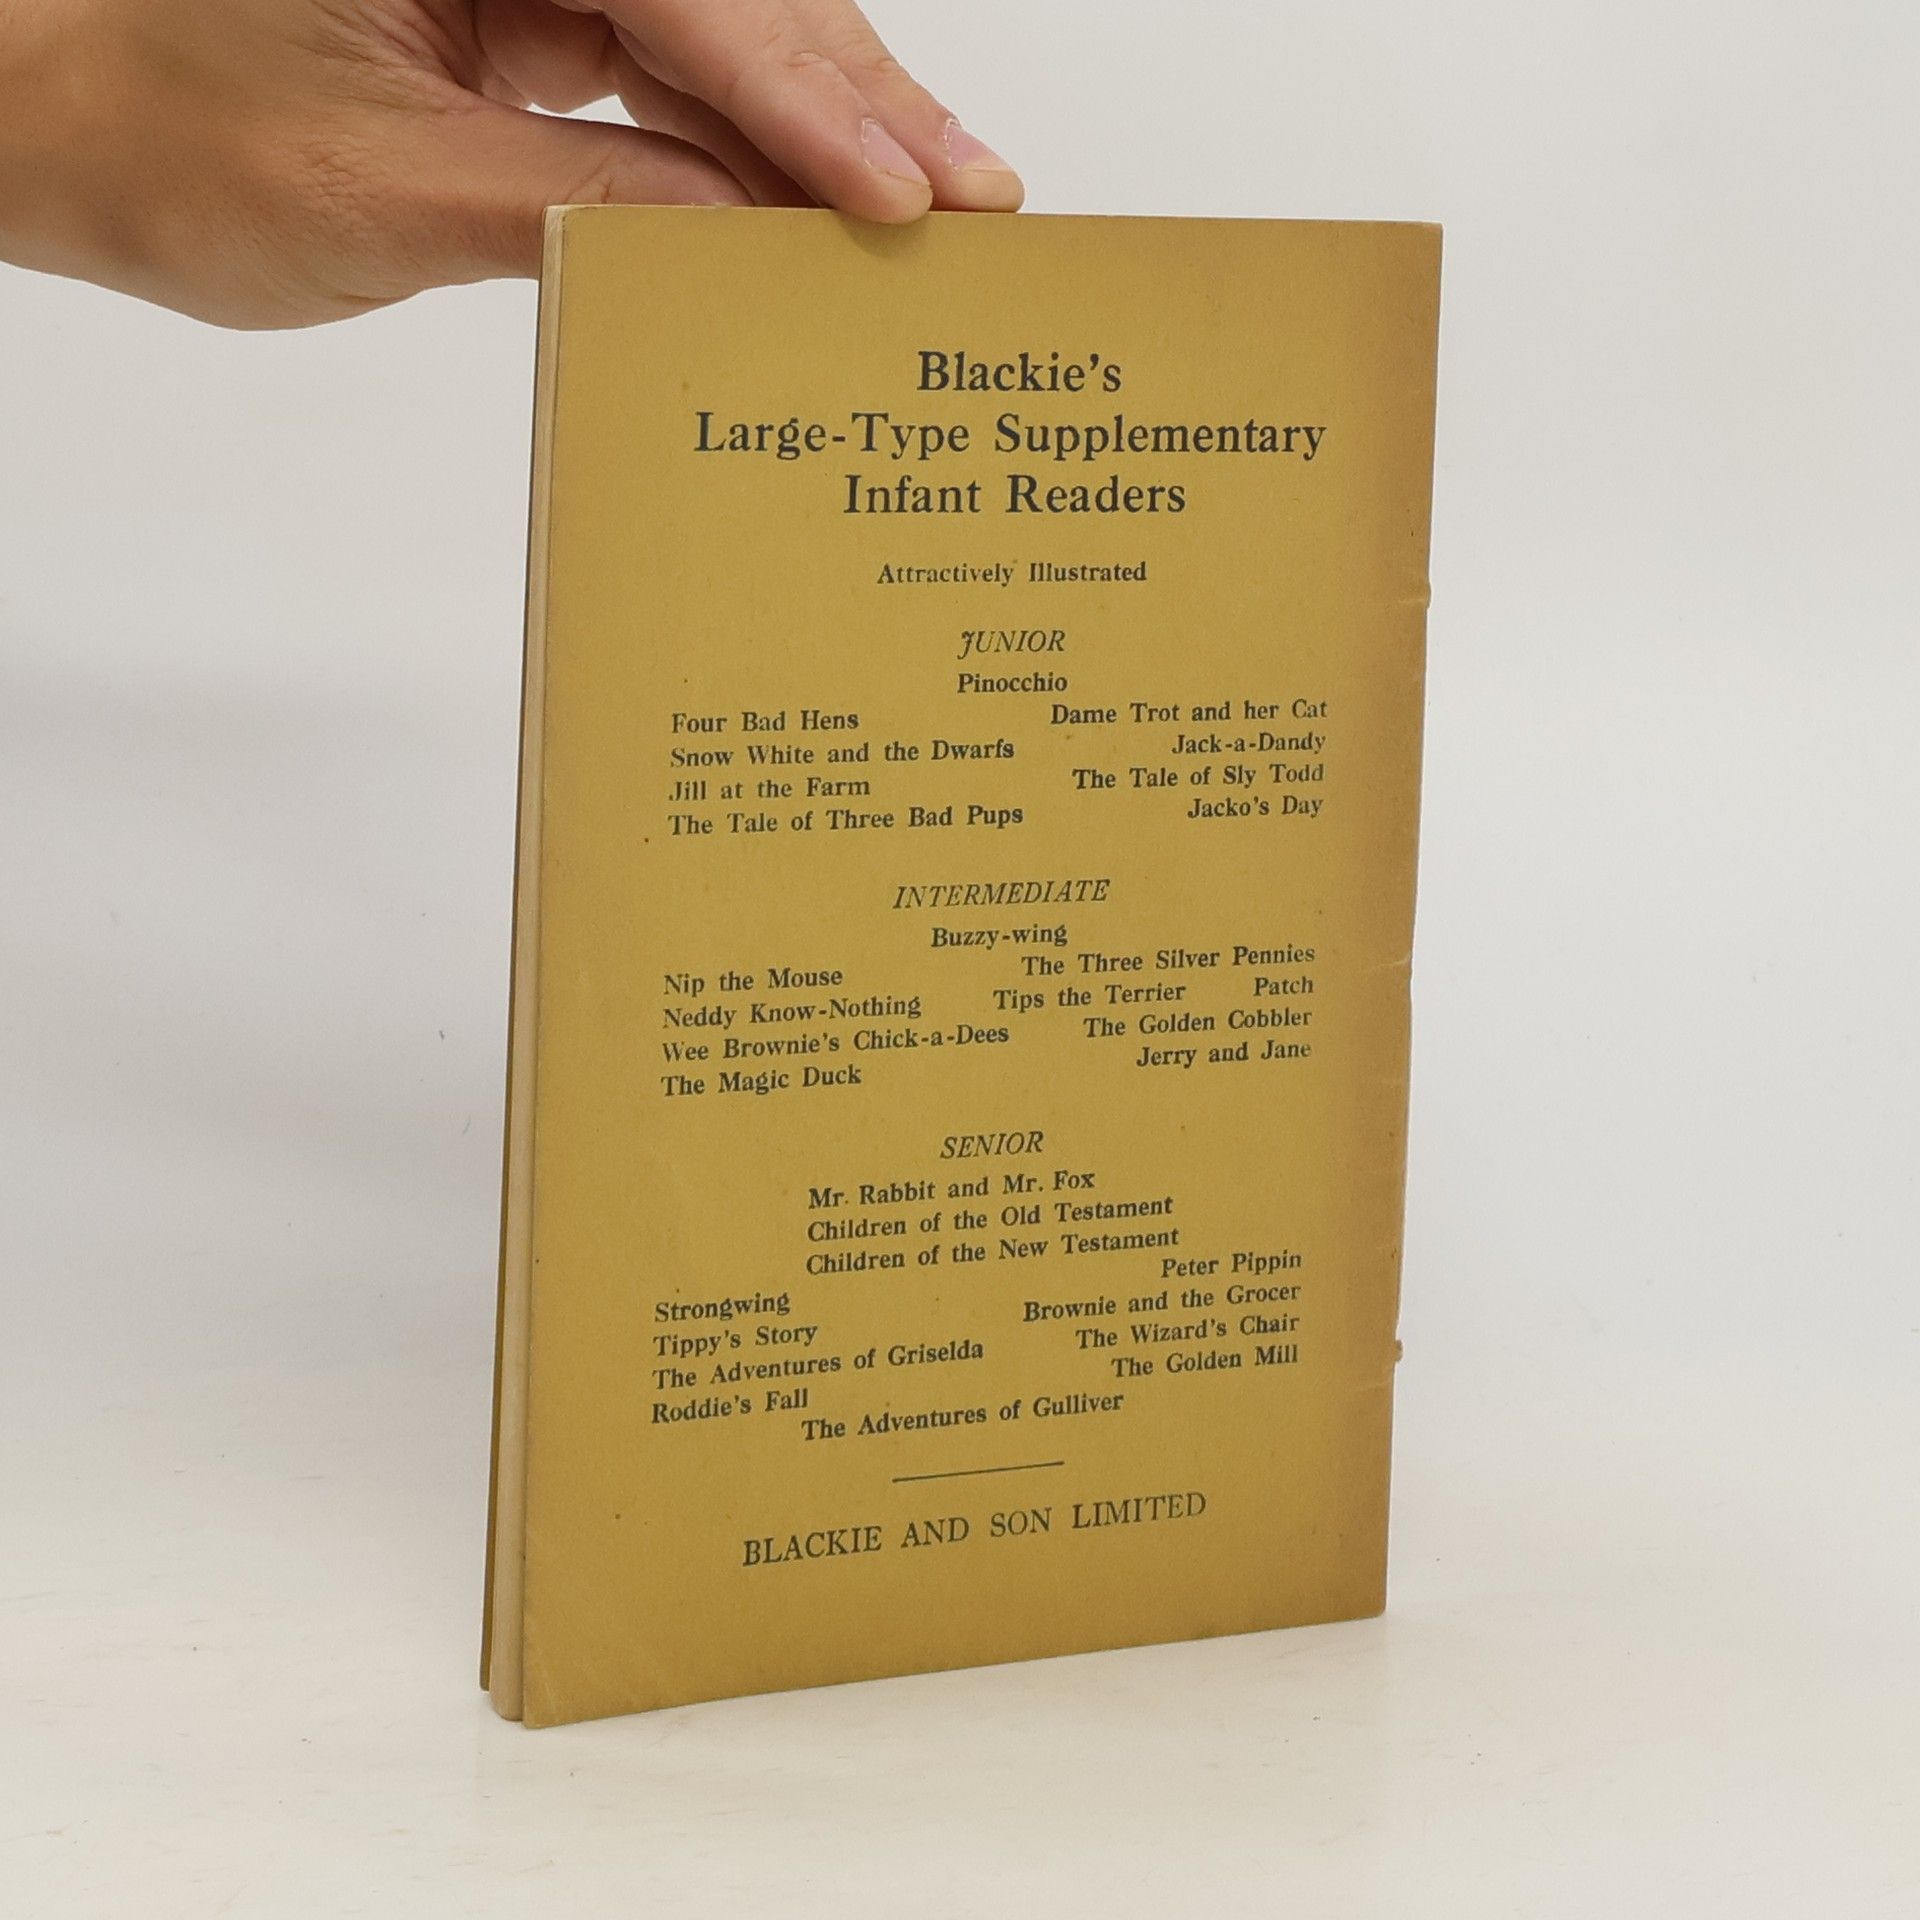 Blackie's
Large-Type Supplementary
Infant Readers
Attractively Illustrated
JUNIOR
Pinocchio
Four Bad Hens Dame Trot and her Cat
Snow White and the Dwarfs Jack-a-Dandy
Jill at the Farm The Tale of Sly Todd
The Tale of Three Bad Pups Jacko's Day
INTERMEDIATE
Buzzy-wing
Nip the Mouse The Three Silver Pennies
Neddy Know-Nothing Tips the Terrier Patch
Wee Brownie's Chick-a-Dees The Golden Cobbler
The Magic Duck Jerry and Jane
SENIOR
Mr. Rabbit and Mr. Fox
Children of the Old Testament
Children of the New Testament
Strongwing Peter Pippin
Tippy's Story Brownie and the Grocer
The Adventures of Griselda The Wizard's Chair
Roddie's Fall The Golden Mill
The Adventures of Gulliver
BLACKIE AND SON LIMITED